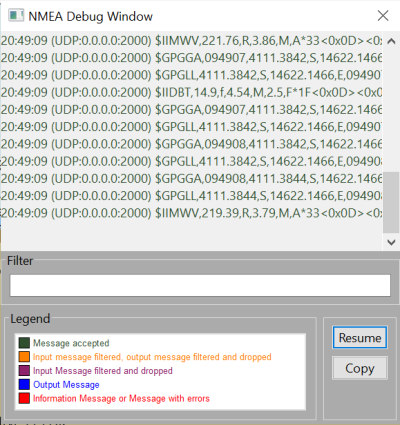 NMEA Debug Window
20:49:09 (UDP:0.0.0.0:2000) $IIMWV,221.76,R,3.86,M,A*33<0x0D><0x
20:49:09 (UDP:0.0.0.0:2000) $GPGGA,094907,4111.3842,S,14622.1466
20:49:09 (UDP:0.0.0.0:2000) $GPGLL,4111.3842,S,14622.1466,E,09490
20:49:09 (UDP:0.0.0.0:2000) $IIDBT,14.9,f,4.54,M,2.5,F*1F<0x0D><0x0
20:49:09 (UDP:0.0.0.0:2000) $GPGGA,094907,4111.3842,S,14622.1466
20:49:09 (UDP:0.0.0.0:2000) $GPGLL,4111.3842,S,14622.1466,E,09490
20:49:09 (UDP:0.0.0.0:2000) $GPGGA,094908,4111.3842,S,14622.1466
20:49:09 (UDP:0.0.0.0:2000) $GPGLL,4111.3842,S,14622.1466,E,094908
20:49:09 (UDP:0.0.0.0:2000) $GPGGA,094908,4111.3844,S,14622.1466
20:49:09 (UDP:0.0.0.0:2000) $GPGLL,4111.3844,S,14622.1466,E,094908
20:49:09 (UDP:0.0.0.0:2000) $IIMWV,219.39,R,3.79,M,A*33<0x0D><0x
Filter
Legend
Message accepted
Input message filtered, output message filtered and dropped
Input Message filtered and dropped
Output Message
Information Message or Message with errors
Resume
Copy